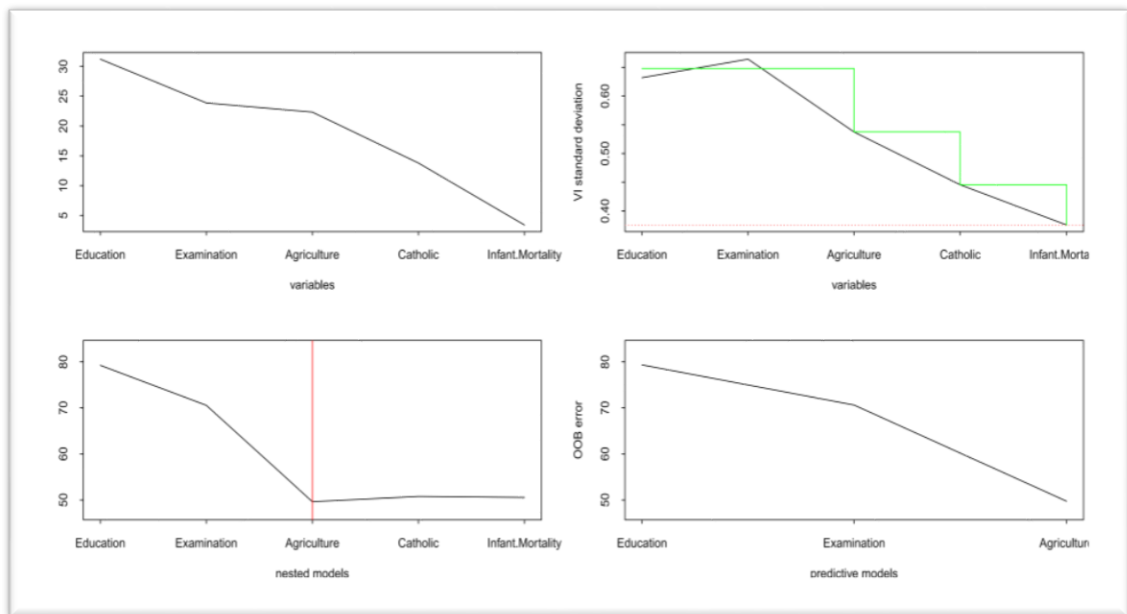 30
25
20
15
10
5
Education Examination Agriculture Catholic Infant.Mortality
variables
VI standard deviation
0.60
0.50
0.40
Education Examination Agriculture Catholic Infant.Morta
variables
80
70
60
50
Education Examination Agriculture Catholic Infant.Mortality
nested models
OOB error
80
70
60
50
Education Examination Agriculture
predictive models